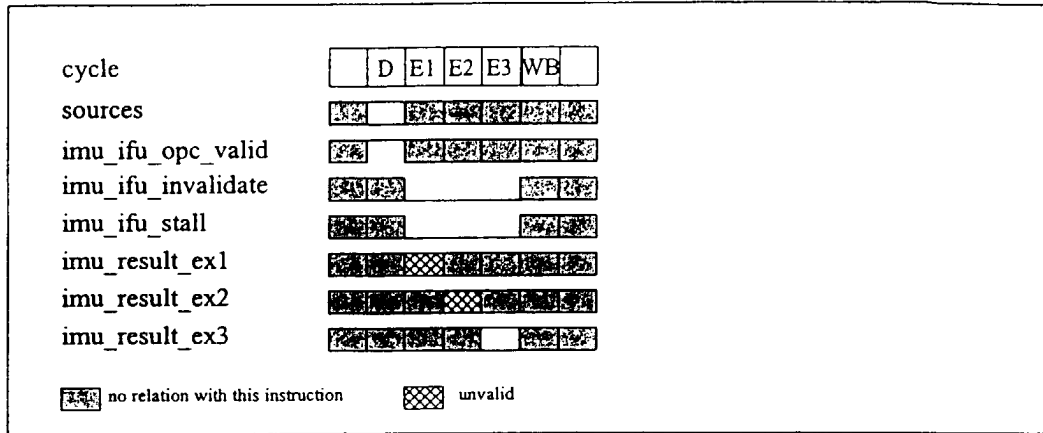 cycle D E1 E2 E3 WB
sources
imu_ifu_opc_valid
imu_ifu_invalidate
imu_ifu_stall
imu_result_ex1
imu_result_ex2
imu_result_ex3
no relation with this instruction unvalid